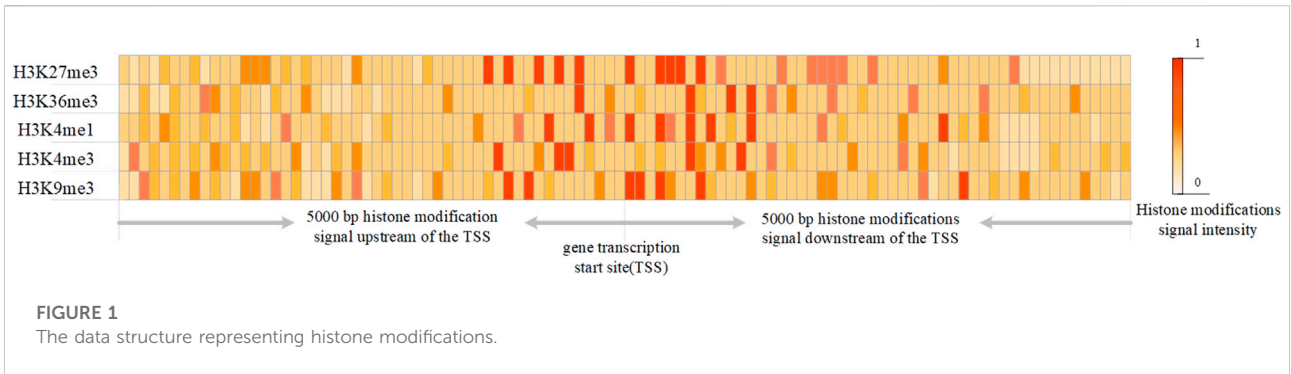 1
H3K27me3
H3K36me3
H3K4me1
H3K4me3
H3K9me3
0
5000 bp histone modification
signal upstream of the TSS
gene transcription
start site(TSS)
5000 bp histone modifications
signal downstream of the TSS
Histone modifications
signal intensity
FIGURE 1
The data structure representing histone modifications.